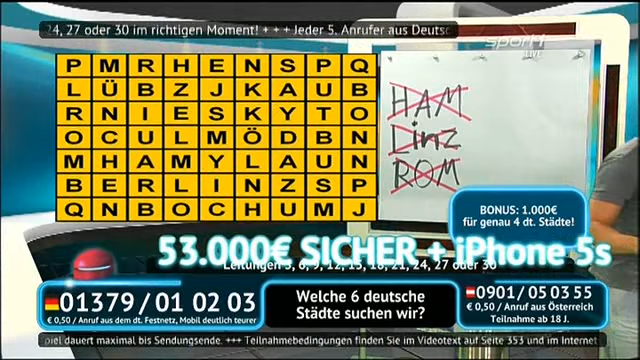 24, 27 oder 30 im richtigen Moment! +++ Jeder 5. Anrufer aus Deutsc
sport1
LIVE
P M R H E N S P Q
L Ü B Z J K A U B
R N I E S K Y T O
O C U L M Ö D B N
M H A M Y L A U N
B E R L I N Z S P
Q N B O C H U M J
HAM
Linz
ROM
BONUS: 1.000€
für genau 4 dt. Städte!
53.000€ SICHER + iPhone 5s
Leitungen 3, 6, 9, 12, 15, 18, 21, 24, 27 oder 30
01379/01 02 03
€ 0,50 / Anruf aus dem dt. Festnetz, Mobil deutlich teurer
Welche 6 deutsche
Städte suchen wir?
0901/05 03 55
€ 0,50 / Anruf aus Österreich
Teilnahme ab 18 J.
piel dauert maximal bis Sendungsende. +++ Teilnahmebedingungen finden Sie im Videotext auf Seite 353 und im Internet